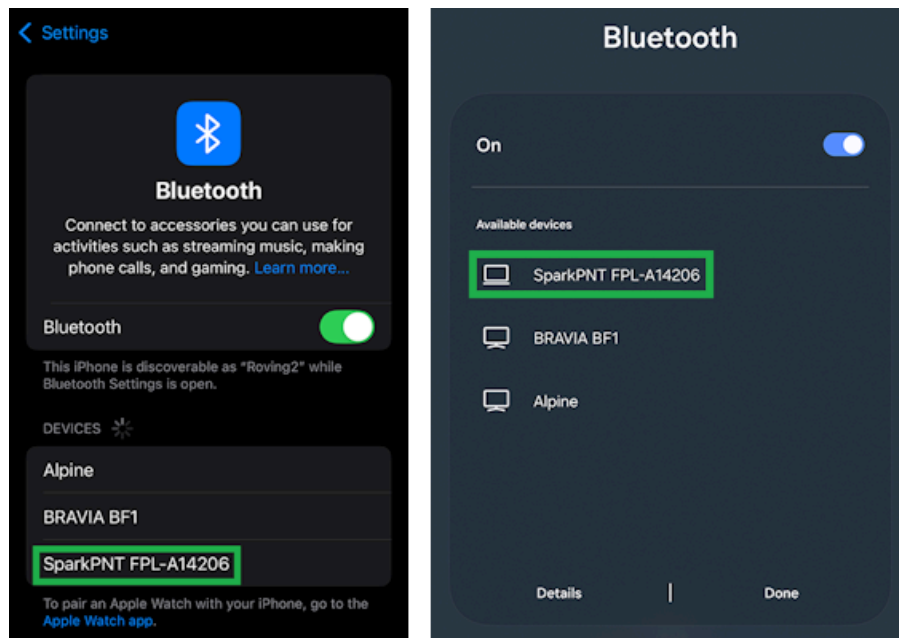 Settings
Bluetooth
Connect to accessories you can use for
activities such as streaming music, making
phone calls, and gaming. Learn more...
Bluetooth
This iPhone is discoverable as "Roving2" while
Bluetooth Settings is open.
DEVICES
Alpine
BRAVIA BF1
SparkPNT FPL-A14206
To pair an Apple Watch with your iPhone, go to the
Apple Watch app.
Bluetooth
On
Available devices
SparkPNT FPL-A14206
BRAVIA BF1
Alpine
Details | Done